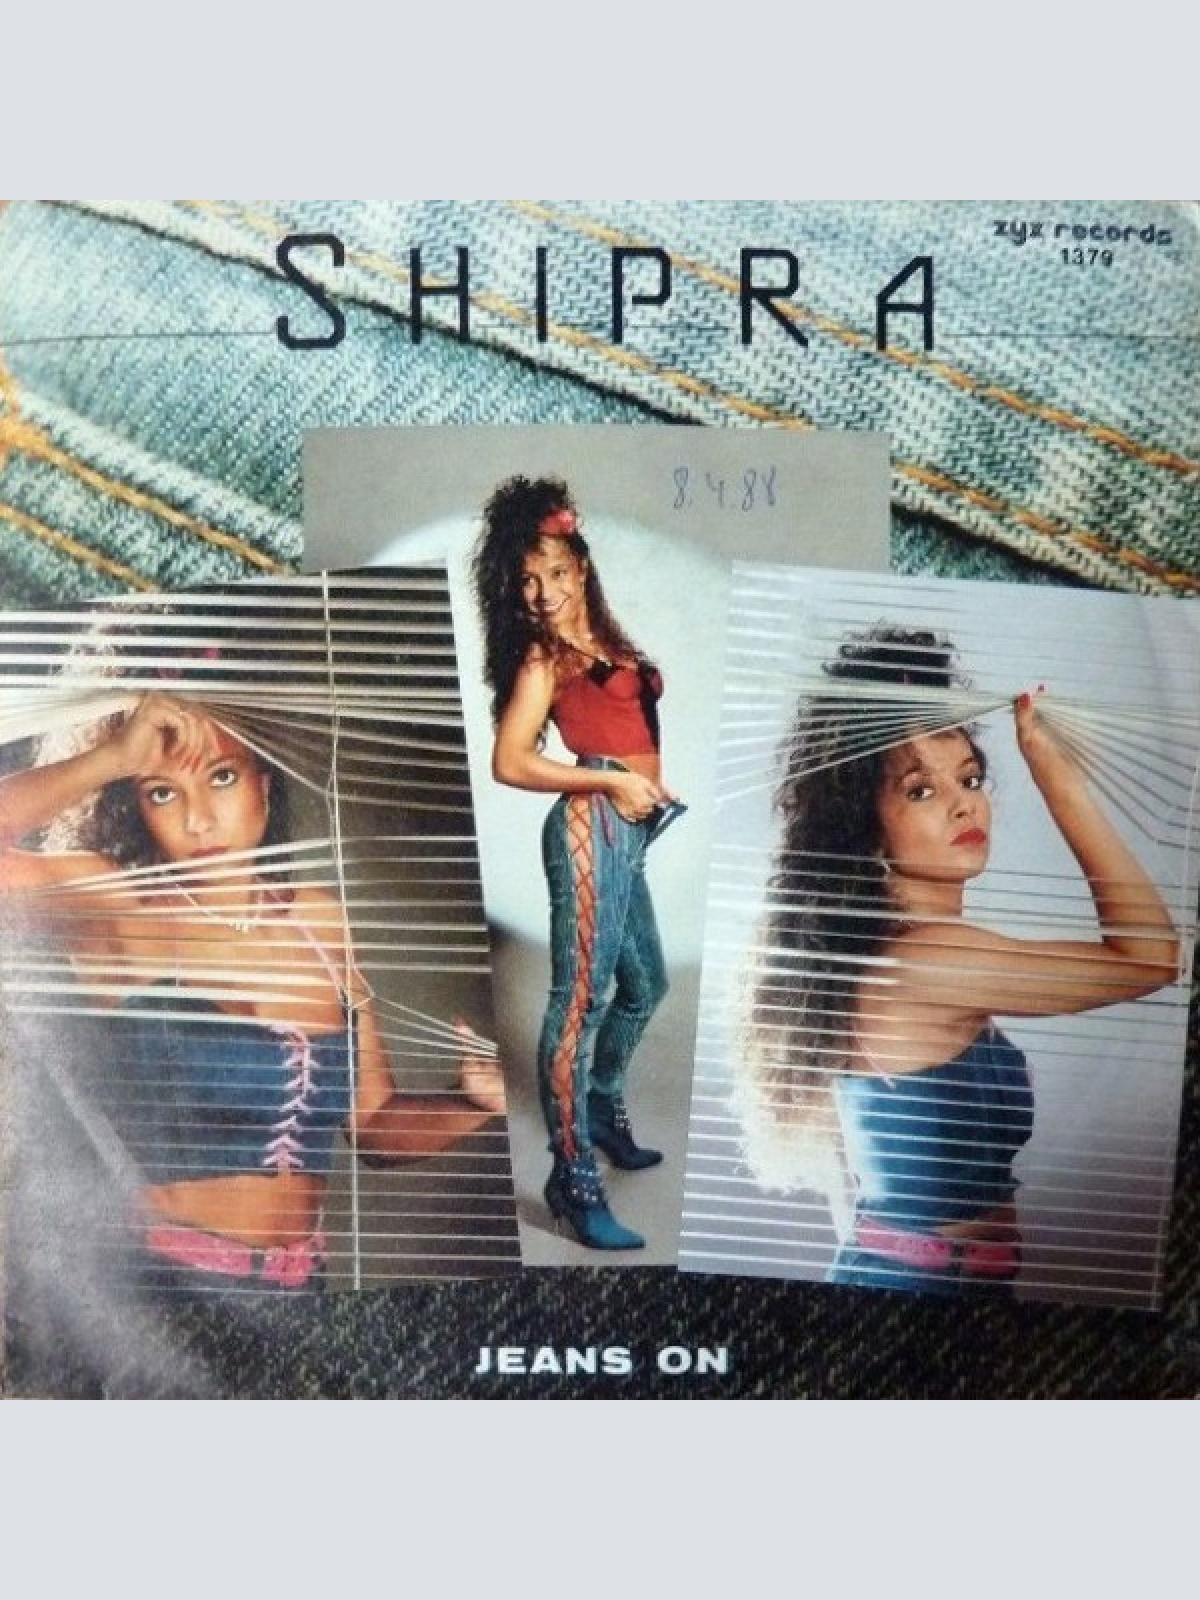 zyx records
1379
SHIPRA
8.4.88
JEANS ON